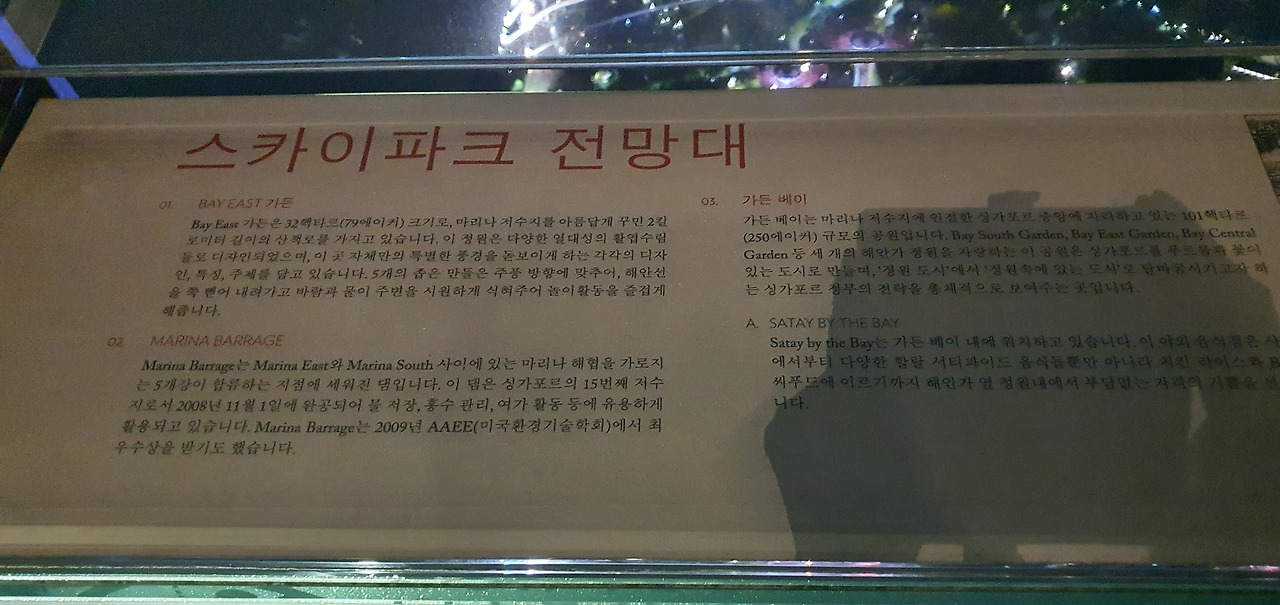 스카이파크 전망대
01. BAY EAST 가든
Bay East 가든은 32헥타르(79에이커) 크기로, 마리나 저수지를 아름답게 꾸민 2킬
로미터 길이의 산책로를 가지고 있습니다. 이 정원은 다양한 열대성의 활엽수림
들로 디자인되었으며, 이 곳 자체만의 특별한 풍경을 돋보이게 하는 각각의 디자
인, 특징, 주제를 담고 있습니다. 5개의 좁은 만들은 주풍 방향에 맞추어, 해안선
을 쭉 뻗어 내려가고 바람과 물이 주변을 시원하게 식혀주어 놀이활동을 즐겁게
해줍니다.
02. MARINA BARRAGE
Marina Barrage는 Marina East와 Marina South 사이에 있는 마리나 해협을 가로지
는 5개강이 합류하는 지점에 세워진 댐입니다. 이 댐은 싱가포르의 15번째 저수
지로서 2008년 11월 1일에 완공되어 물 저장, 홍수 관리, 여가 활동 등에 유용하게
활용되고 있습니다. Marina Barrage는 2009년 AAEE(미국환경기술학회)에서 최
우수상을 받기도 했습니다.
03. 가든 베이
가든 베이는 마리나 저수지에 인접한 싱가포르 중앙에 자리하고 있는 101헥타르
(250에이커) 규모의 공원입니다. Bay South Garden, Bay East Garden, Bay Central
Garden 등 세 개의 해안가 정원을 자랑하는 이 공원은 싱가포르를 푸르름과 꽃이
있는 도시로 만들며, '정원 도시'에서 '정원속에 있는 도시'로 탈바꿈시키고자 하
는 싱가포르 정부의 전략을 총체적으로 보여주는 곳입니다.
A. SATAY BY THE BAY
Satay by the Bay는 가든 베이 내에 위치하고 있습니다. 이 야외 음식점은
에서부터 다양한 할랄 서티파이드 음식들뿐만 아니라 치킨 라이스와
씨푸드에 이르기까지 해안가 옆 정원내에서 부담없는 가격의 기쁨을
니다.